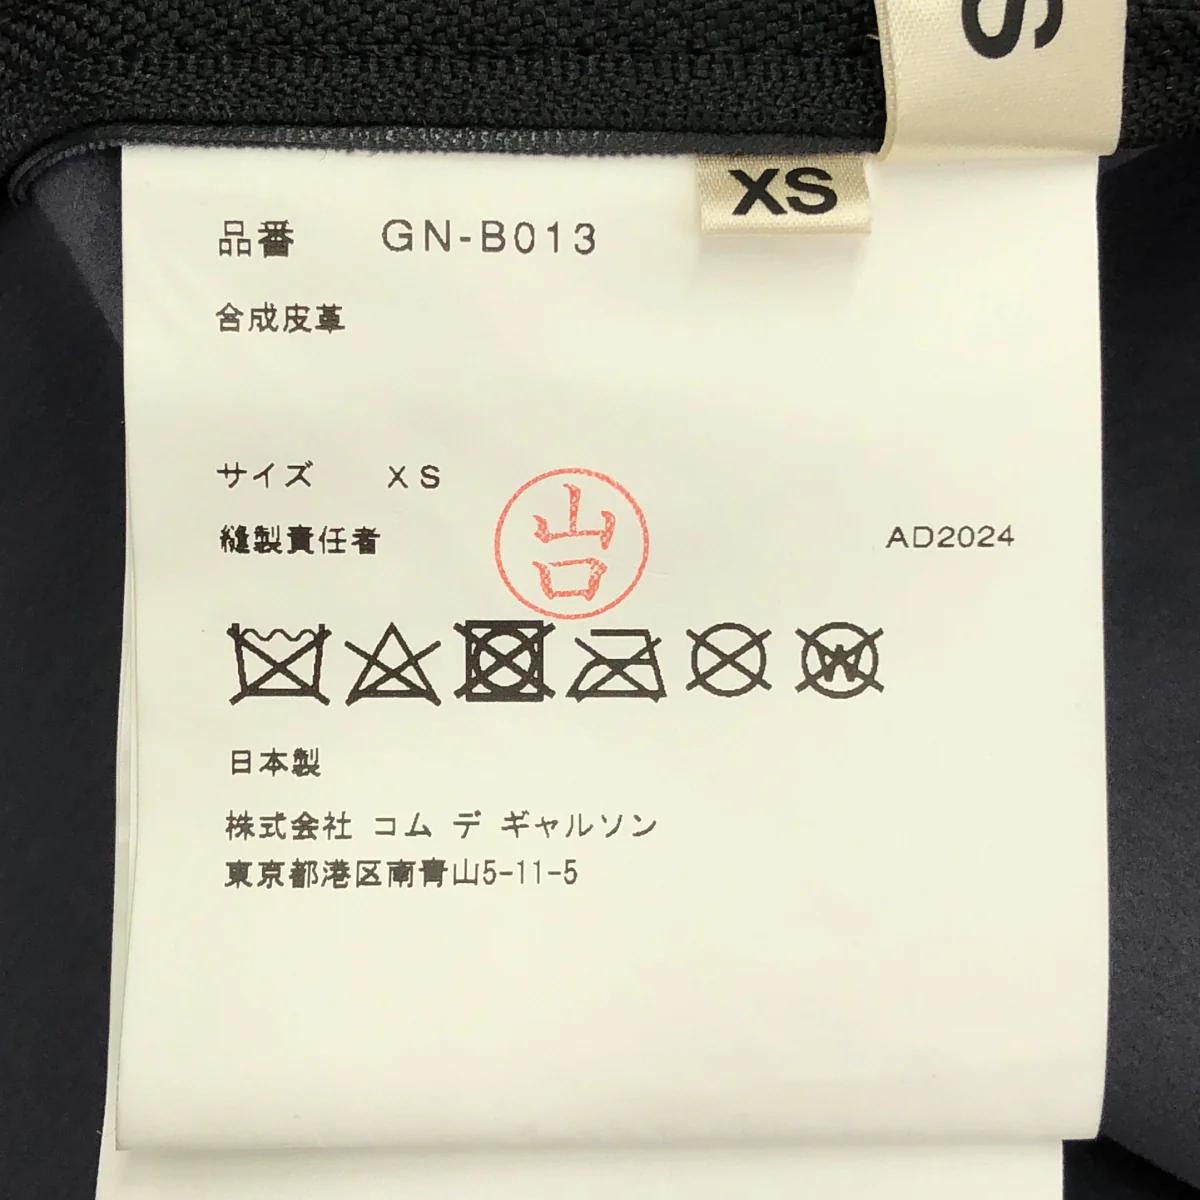 S
XS
品番 GN-B013
合成皮革
サイズ XS
縫製責任者
山口
AD2024
W
日本製
株式会社 コム デ ギャルソン
東京都港区南青山5-11-5